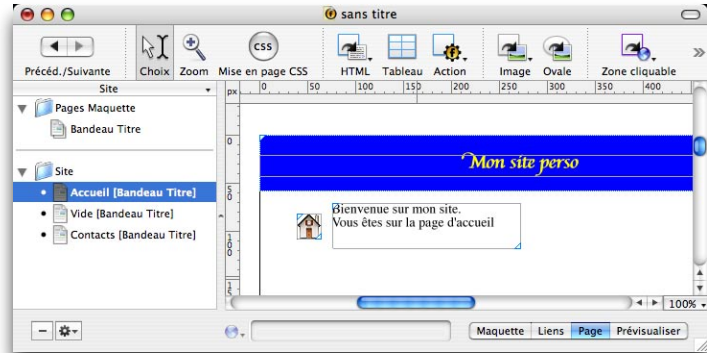 sans titre
Précéd./Suivante Choix Zoom Mise en page CSS HTML Tableau Action Image Ovale Zone cliquable
css
Site
px 0 50 100 150 200 250 300 350 400
Pages Maquette
Bandeau Titre
0
Mon site perso
Site
Accueil [Bandeau Titre]
50
Bienvenue sur mon site.
Vide [Bandeau Titre]
Vous êtes sur la page d'accueil
Contacts [Bandeau Titre]
100
100%
Maquette Liens Page Prévisualiser